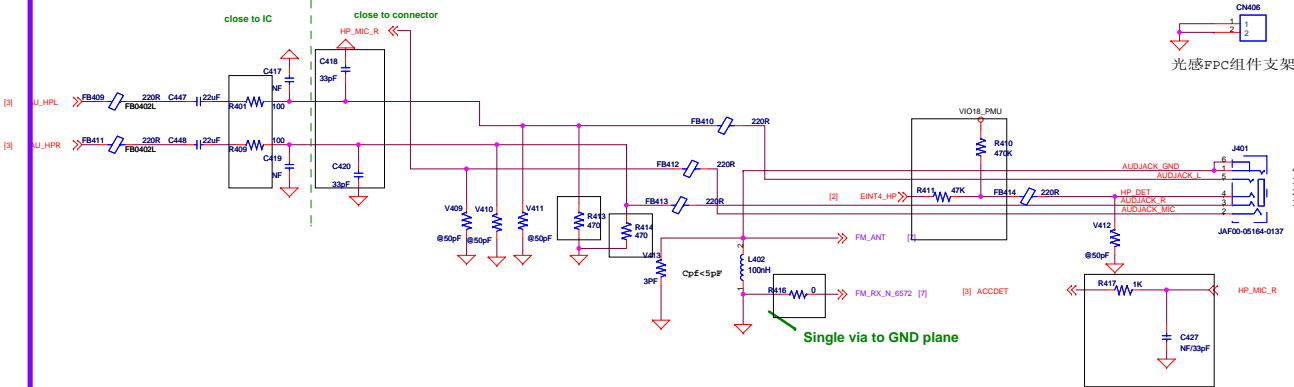 close to IC
close to connector
HP_MIC_R
CN406
1 1
2 2
光感FPC组件支架
C417
NF
C418
33pF
[3] AU_HPL FB409 220R FB0402L C447 22uF R401 100
[3] AU_HPR FB411 220R FB0402L C448 22uF R409 100
C419
NF
C420
33pF
FB410 220R
FB412 220R
FB413 220R
VIO18_PMU
R410
470K
[2] EINT4_HP R411 47K FB414 220R
J401
AUDJACK_GND 6
1
AUDJACK_L 5
HP_DET 4
AUDJACK_R 3
AUDJACK_MIC 2
JAF00-05164-0137
V409
@50pF
V410
@50pF
V411
@50pF
R413
470
R414
470
V412
@50pF
V413
3PF
Cpf<5pF
2
L402
100nH
1
FM_ANT [7]
R416 0 FM_RX_N_6572 [7]
[3] ACCDET R417 1K HP_MIC_R
C427
NF/33pF
Single via to GND plane